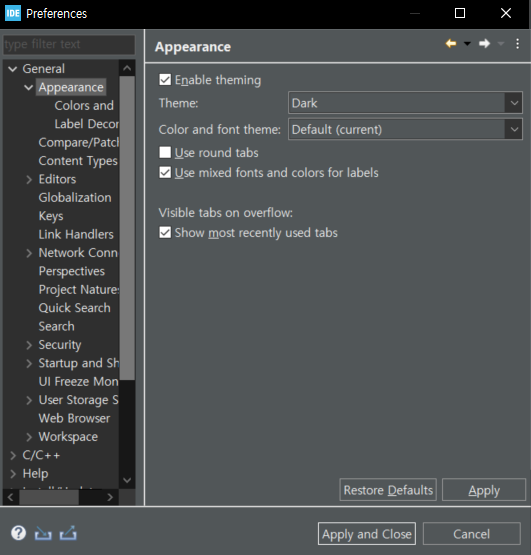 IDE Preferences
type filter text
Appearance
General
Appearance
Colors and
Label Decor
Compare/Patch
Content Types
Editors
Globalization
Keys
Link Handlers
Network Conn
Perspectives
Project Natures
Quick Search
Search
Security
Startup and Sh
UI Freeze Mon
User Storage S
Web Browser
Workspace
C/C++
Help
Enable theming
Theme: Dark
Color and font theme: Default (current)
Use round tabs
Use mixed fonts and colors for labels
Visible tabs on overflow:
Show most recently used tabs
Restore Defaults Apply
Apply and Close Cancel